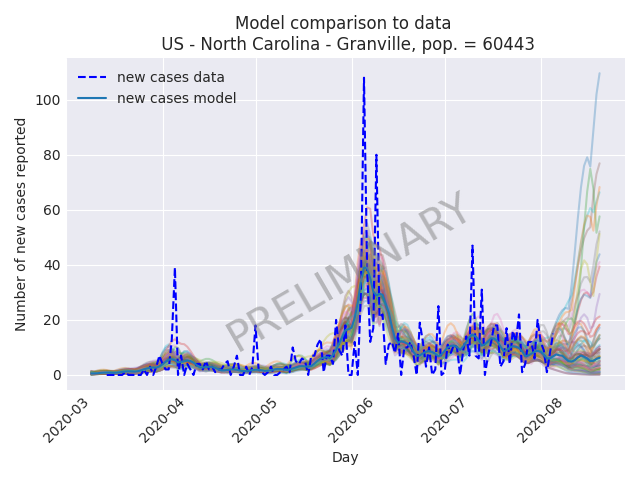 Model comparison to data
US - North Carolina - Granville, pop. = 60443
new cases data
new cases model
Number of new cases reported
100
80
60
40
20
0
PRELIMINARY
2020-03
2020-04
2020-05
2020-06
2020-07
2020-08
Day